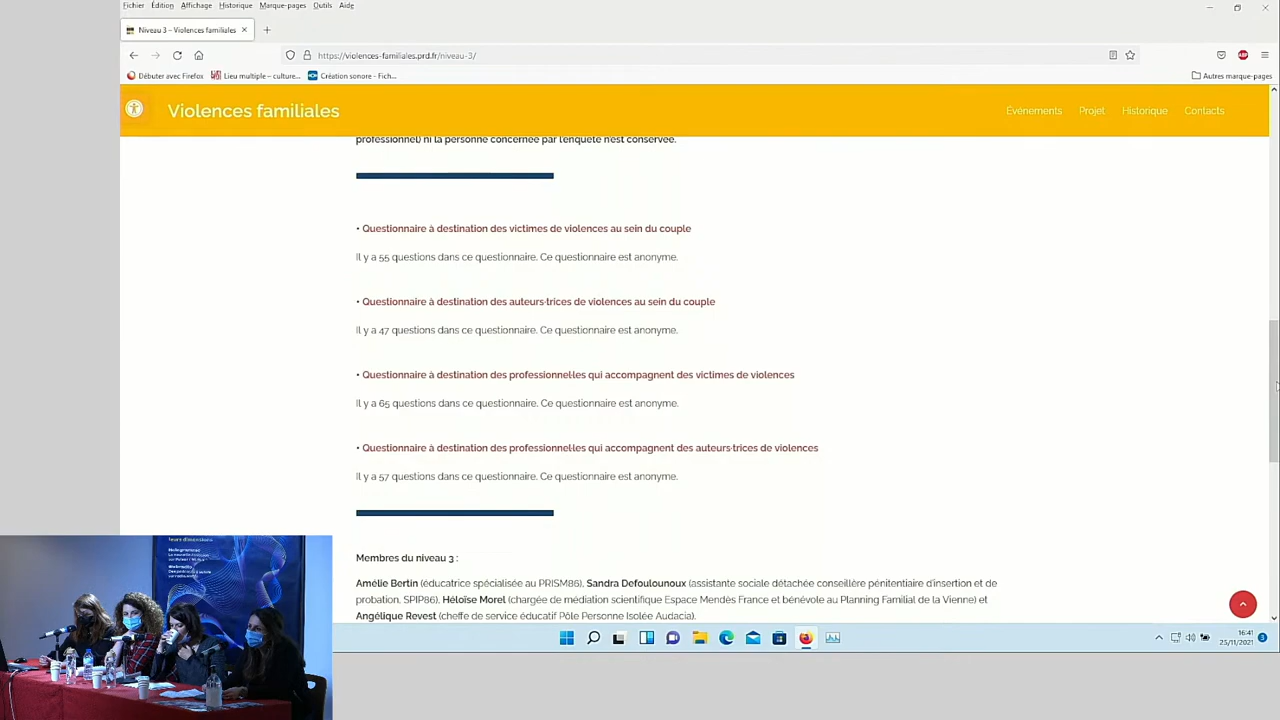 Fichier Édition Affichage Historique Marque-pages Outils Aide
Niveau 3 – Violences familiales
https://violences-familiales.prd.fr/niveau-3/
Débuter avec Firefox Lieu multiple – culture... Création sonore - Fich... Autres marque-pages
Violences familiales Événements Projet Historique Contacts
professionnel) ni la personne concernée par l'enquête n'est conservée.
• Questionnaire à destination des victimes de violences au sein du couple
Il y a 55 questions dans ce questionnaire. Ce questionnaire est anonyme.
• Questionnaire à destination des auteurs·trices de violences au sein du couple
Il y a 47 questions dans ce questionnaire. Ce questionnaire est anonyme.
• Questionnaire à destination des professionnel·les qui accompagnent des victimes de violences
Il y a 65 questions dans ce questionnaire. Ce questionnaire est anonyme.
• Questionnaire à destination des professionnel·les qui accompagnent des auteurs·trices de violences
Il y a 57 questions dans ce questionnaire. Ce questionnaire est anonyme.
Membres du niveau 3 :
Amélie Bertin (éducatrice spécialisée au PRISM86), Sandra Defoulounoux (assistante sociale détachée conseillère pénitentiaire d'insertion et de
probation, SPIP86), Héloïse Morel (chargée de médiation scientifique Espace Mendès France et bénévole au Planning Familial de la Vienne) et
Angélique Revest (cheffe de service éducatif Pôle Personne Isolée Audacia).
16:41
23/11/2021
3
leurs dimensions